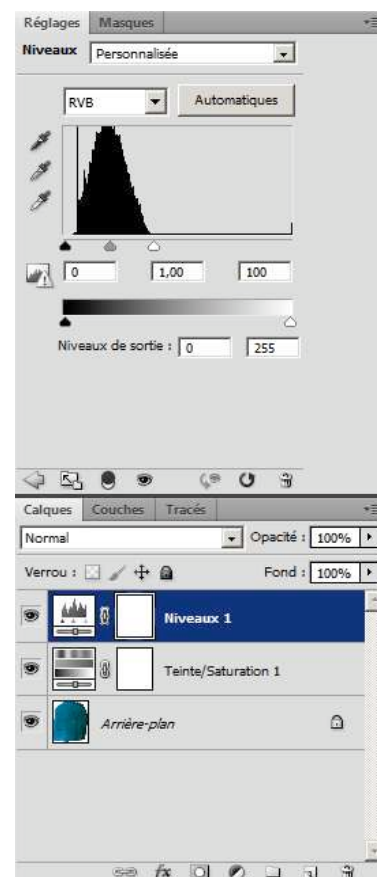 Réglages Masques
Niveaux Personnalisée
RVB Automatiques
0 1,00 100
Niveaux de sortie : 0 255
Calques Couches Tracés
Normal Opacité : 100%
Verrou : Fond : 100%
Niveaux 1
Teinte/Saturation 1
Arrière-plan
fx